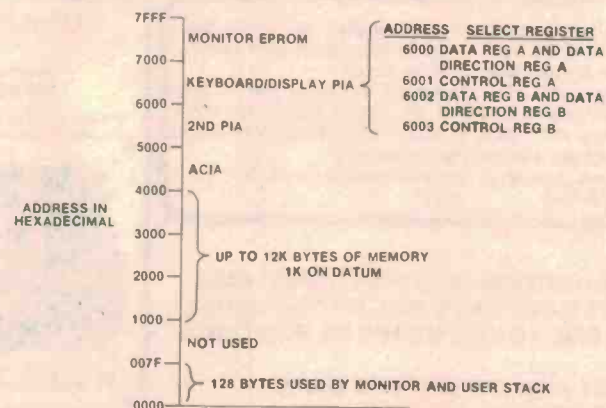 7FFF
MONITOR EPROM
7000
KEYBOARD/DISPLAY PIA
6000
2ND PIA
5000
ACIA
4000
ADDRESS IN
HEXADECIMAL
3000
UP TO 12K BYTES OF MEMORY
1K ON DATUM
2000
1000
NOT USED
007F
128 BYTES USED BY MONITOR AND USER STACK
0000
ADDRESS SELECT REGISTER
6000 DATA REG A AND DATA
DIRECTION REG A
6001 CONTROL REG A
6002 DATA REG B AND DATA
DIRECTION REG B
6003 CONTROL REG B